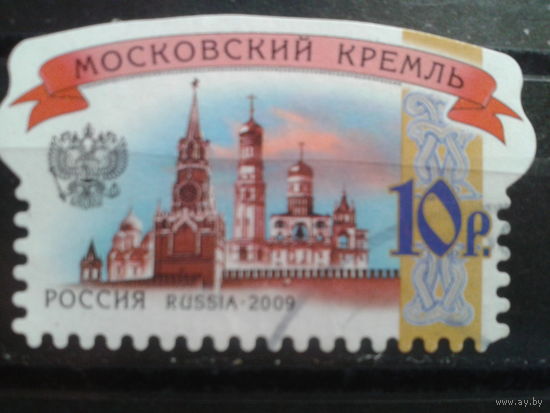 МОСКОВСКИЙ КРЕМЛЬ
10р.
РОССИЯ RUSSIA·2009
www.ay.by